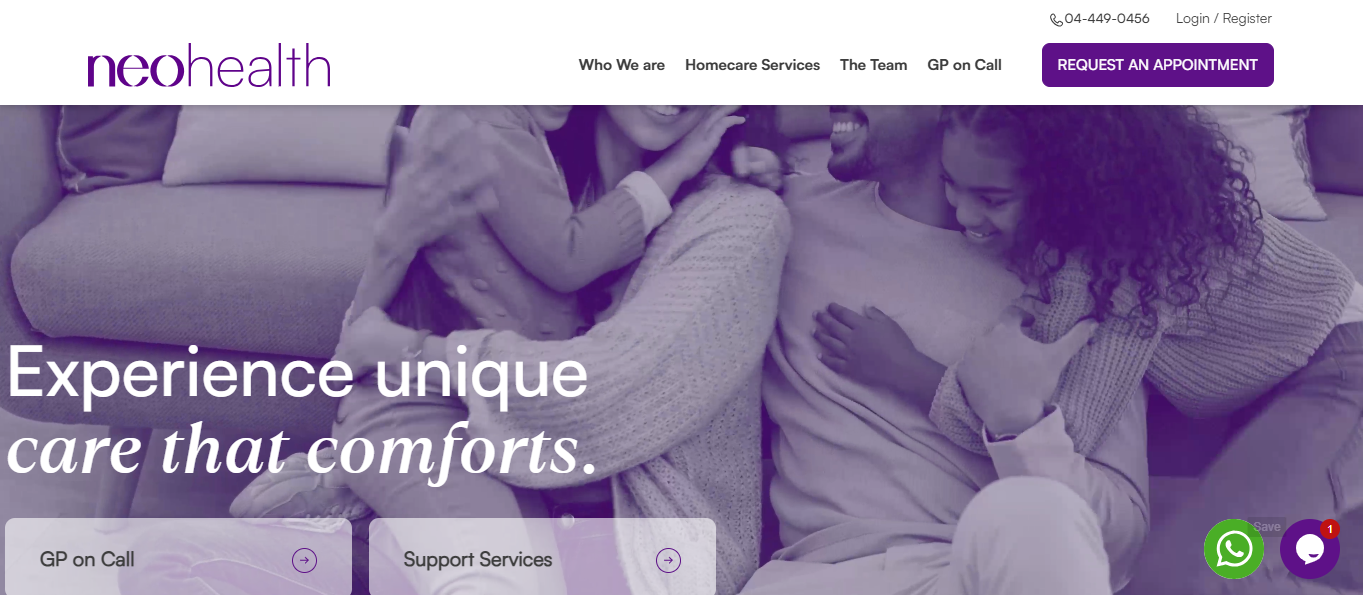 04-449-0456 Login / Register
neohealth
Who We are Homecare Services The Team GP on Call REQUEST AN APPOINTMENT
Experience unique
care that comforts.
Save
1
GP on Call Support Services